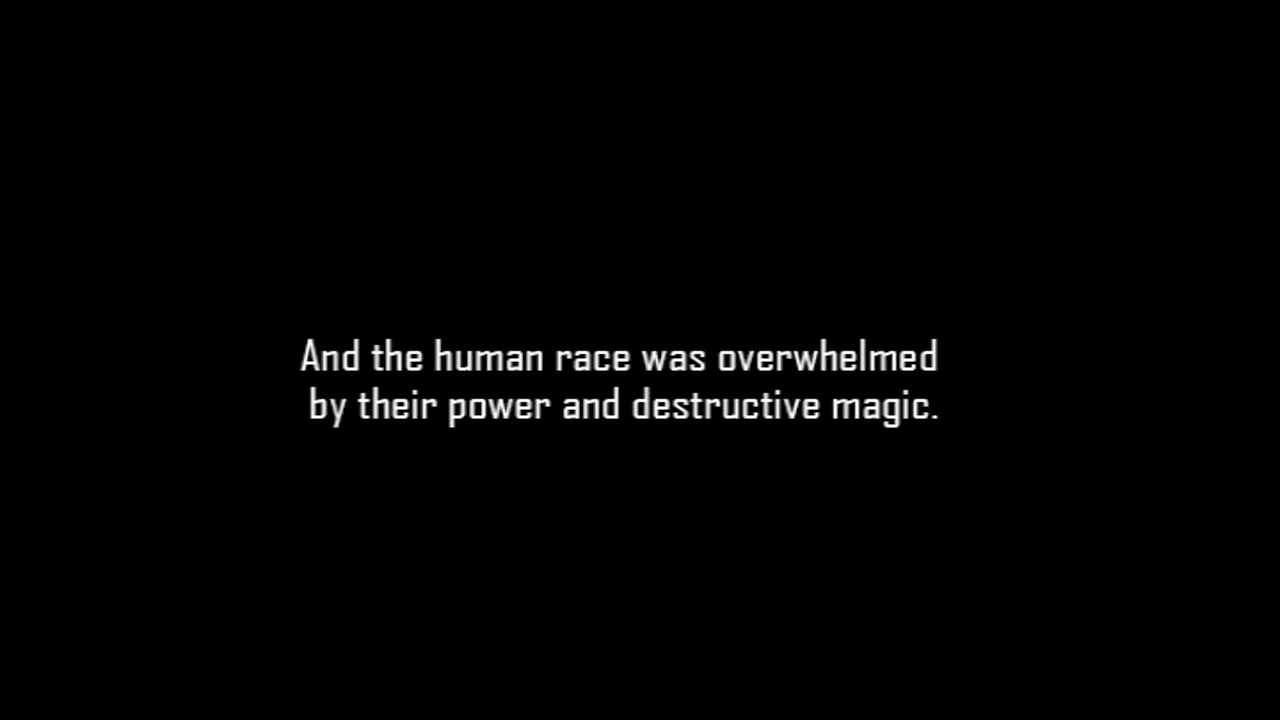 And the human race was overwhelmed
by their power and destructive magic.